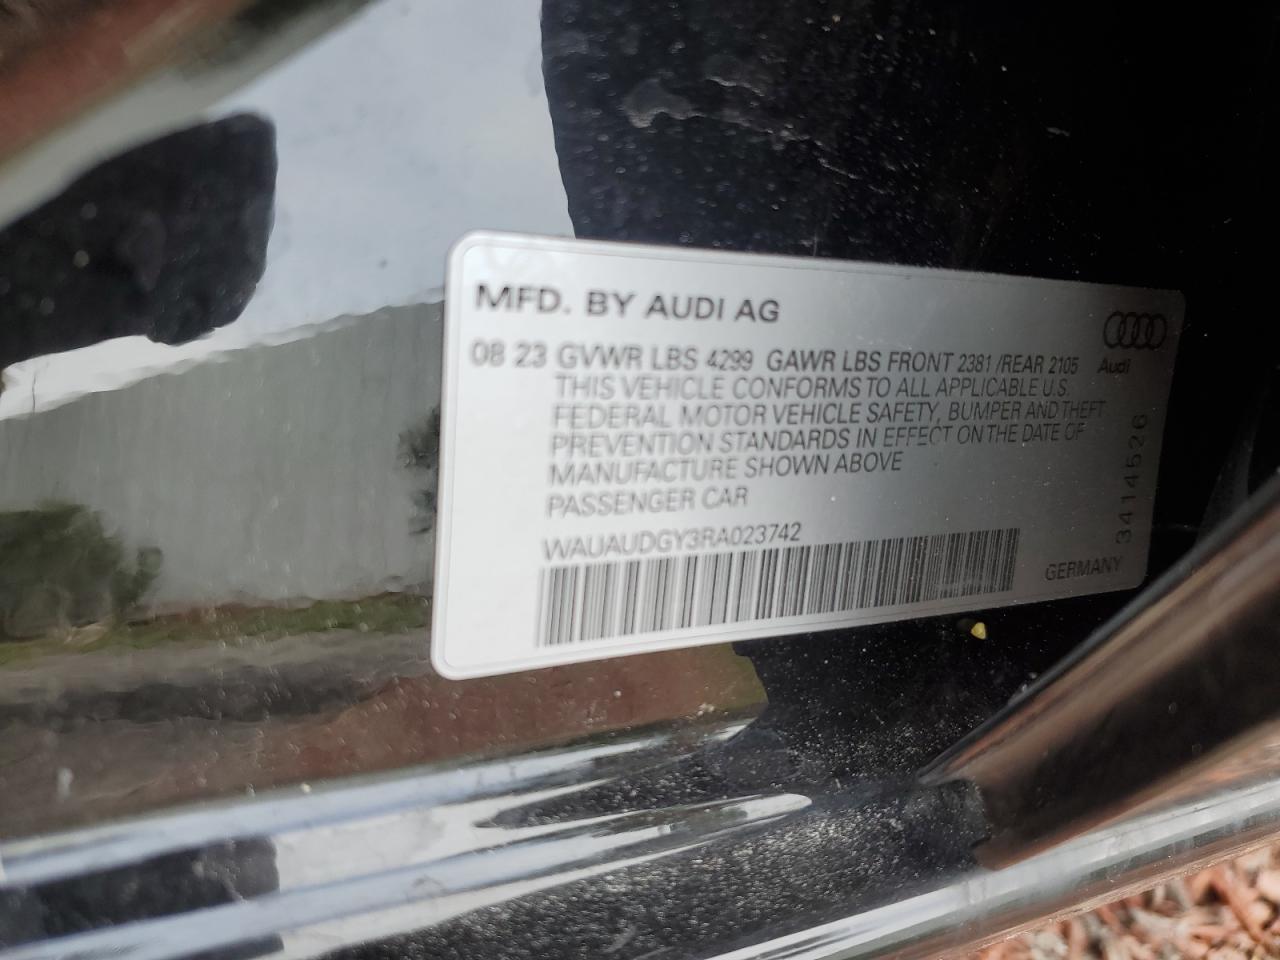 MFD. BY AUDI AG
08 23 GVWR LBS 4299 GAWR LBS FRONT 2381 /REAR 2105
Audi
THIS VEHICLE CONFORMS TO ALL APPLICABLE U.S.
FEDERAL MOTOR VEHICLE SAFETY, BUMPER AND THEFT
PREVENTION STANDARDS IN EFFECT ON THE DATE OF
MANUFACTURE SHOWN ABOVE
PASSENGER CAR
WAUAUDGY3RA023742
GERMANY
3414526